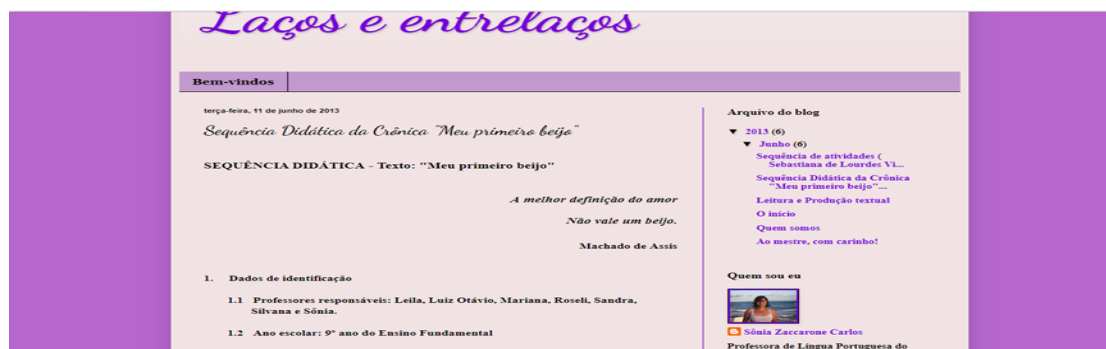 Laços e entrelaços
Bem-vindos
terça-feira, 11 de junho de 2013
Sequência Didática da Crônica "Meu primeiro beijo"
SEQUÊNCIA DIDÁTICA - Texto: "Meu primeiro beijo"
A melhor definição do amor
Não vale um beijo.
Machado de Assis
1. Dados de identificação
1.1 Professores responsáveis: Leila, Luiz Otávio, Mariana, Roseli, Sandra,
Silvana e Sônia.
1.2 Ano escolar: 9º ano do Ensino Fundamental
Arquivo do blog
▼ 2013 (6)
▼ Junho (6)
Sequência de atividades (
Sebastiana de Lourdes Vi...
Sequência Didática da Crônica
"Meu primeiro beijo"...
Leitura e Produção textual
O início
Quem somos
Ao mestre, com carinho!
Quem sou eu
Sônia Zaccarone Carlos
Professora de Língua Portuguesa do